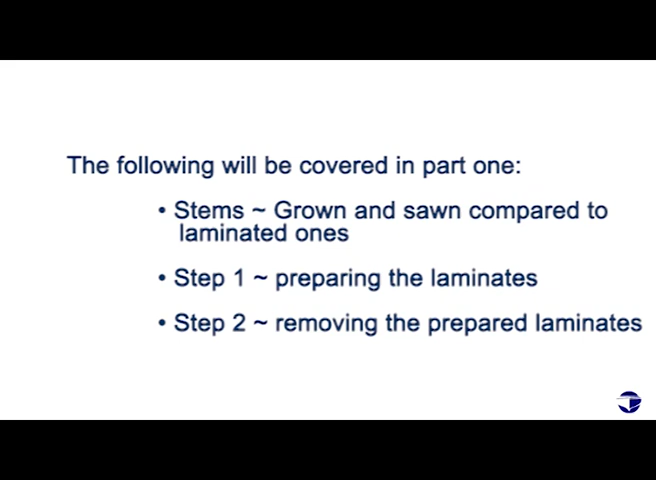 The following will be covered in part one:
• Stems ~ Grown and sawn compared to
laminated ones
• Step 1 ~ preparing the laminates
• Step 2 ~ removing the prepared laminates